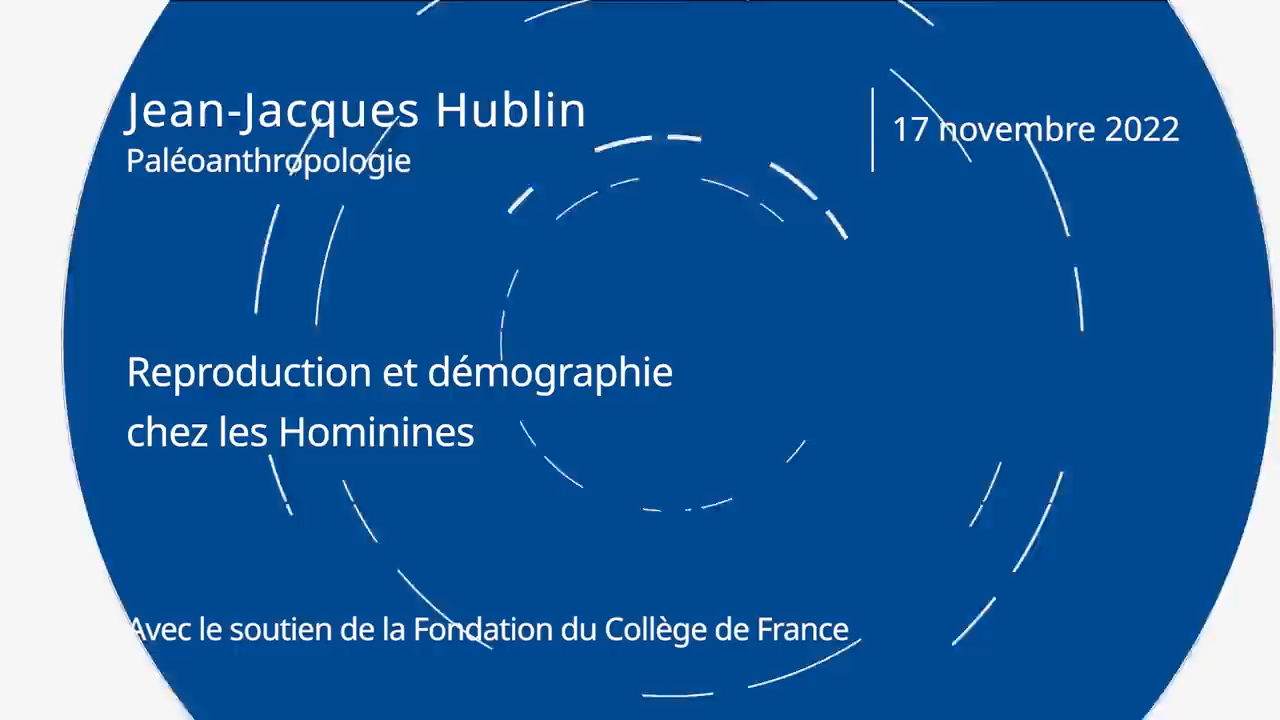 Jean-Jacques Hublin
Paléoanthropologie
17 novembre 2022
Reproduction et démographie
chez les Hominines
Avec le soutien de la Fondation du Collège de France